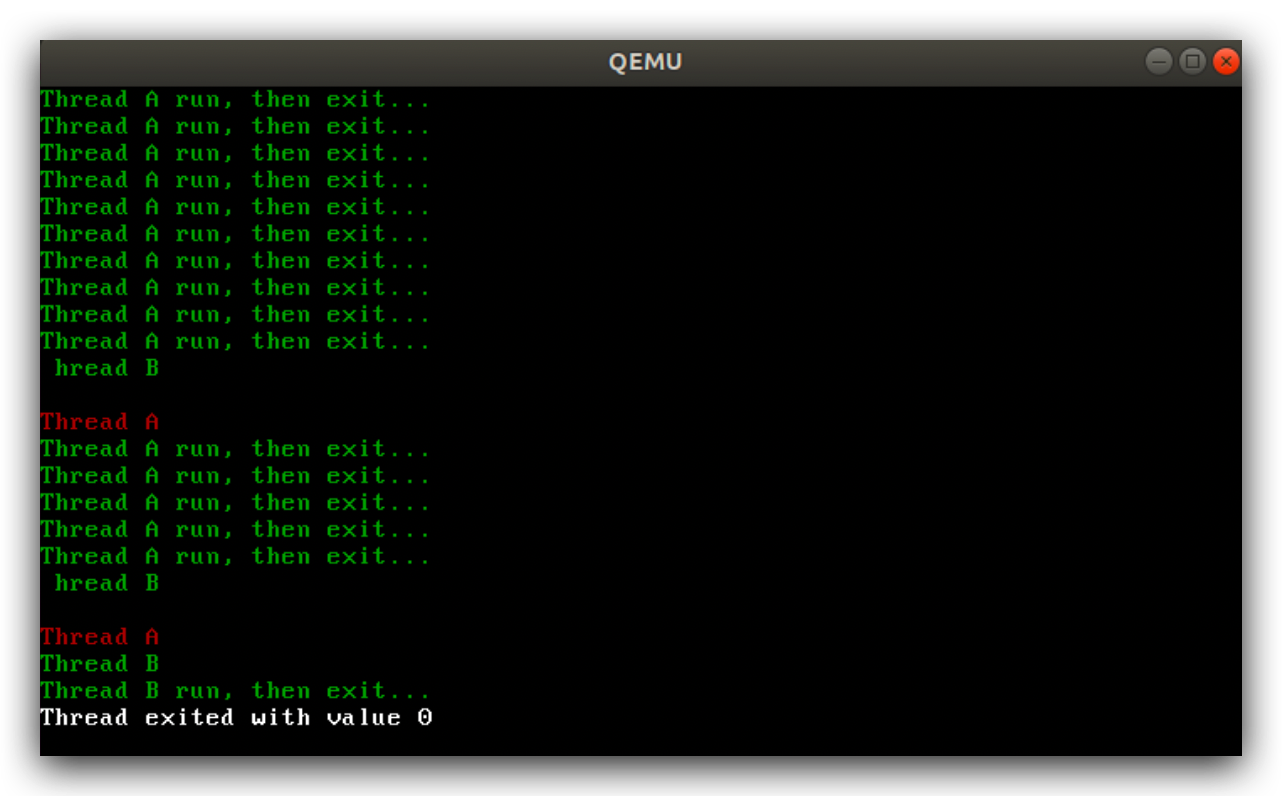 QEMU
Thread A run, then exit...
Thread A run, then exit...
Thread A run, then exit...
Thread A run, then exit...
Thread A run, then exit...
Thread A run, then exit...
Thread A run, then exit...
Thread A run, then exit...
Thread A run, then exit...
Thread A run, then exit...
hread B
Thread A
Thread A run, then exit...
Thread A run, then exit...
Thread A run, then exit...
Thread A run, then exit...
Thread A run, then exit...
hread B
Thread A
Thread B
Thread B run, then exit...
Thread exited with value 0